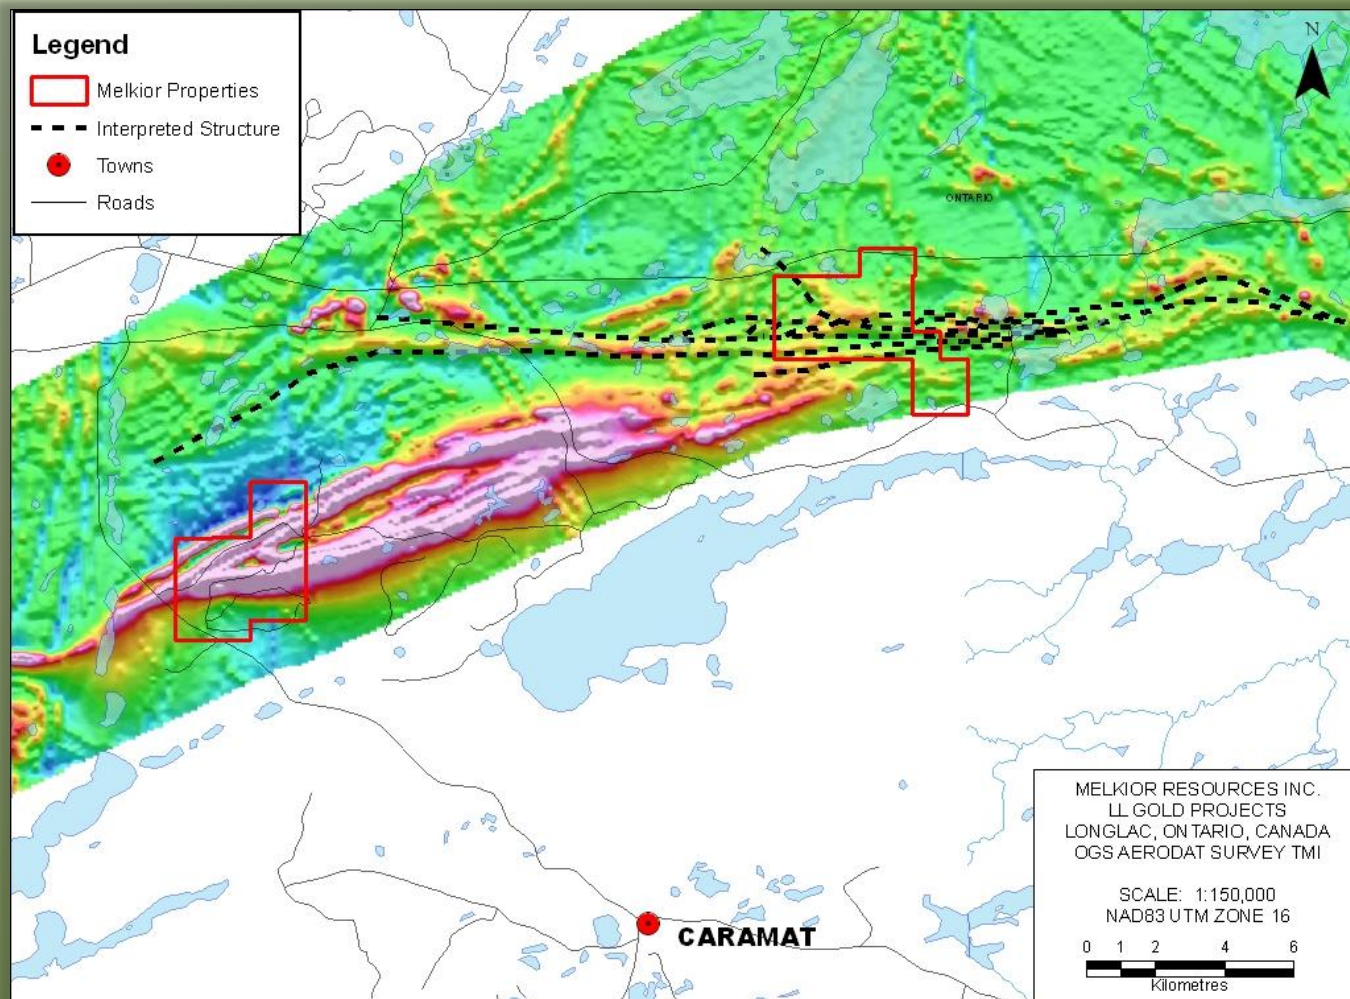 Legend
Melkior Properties
Interpreted Structure
Towns
Roads
N
ONTARIO
CARAMAT
MELKIOR RESOURCES INC.
LL GOLD PROJECTS
LONGLAC, ONTARIO, CANADA
OGS AERODAT SURVEY TMI
SCALE: 1:150,000
NAD83 UTM ZONE 16
0 1 2 4 6
Kilometres